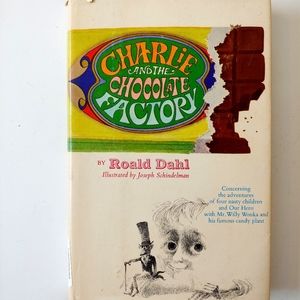 CHARLIE
AND THE
CHOCOLATE
FACTORY
BY Roald Dahl
Illustrated by Joseph Schindelman
Concerning
the adventures
of four nasty children
and Our Hero
with Mr. Willy Wonka and
his famous candy plant